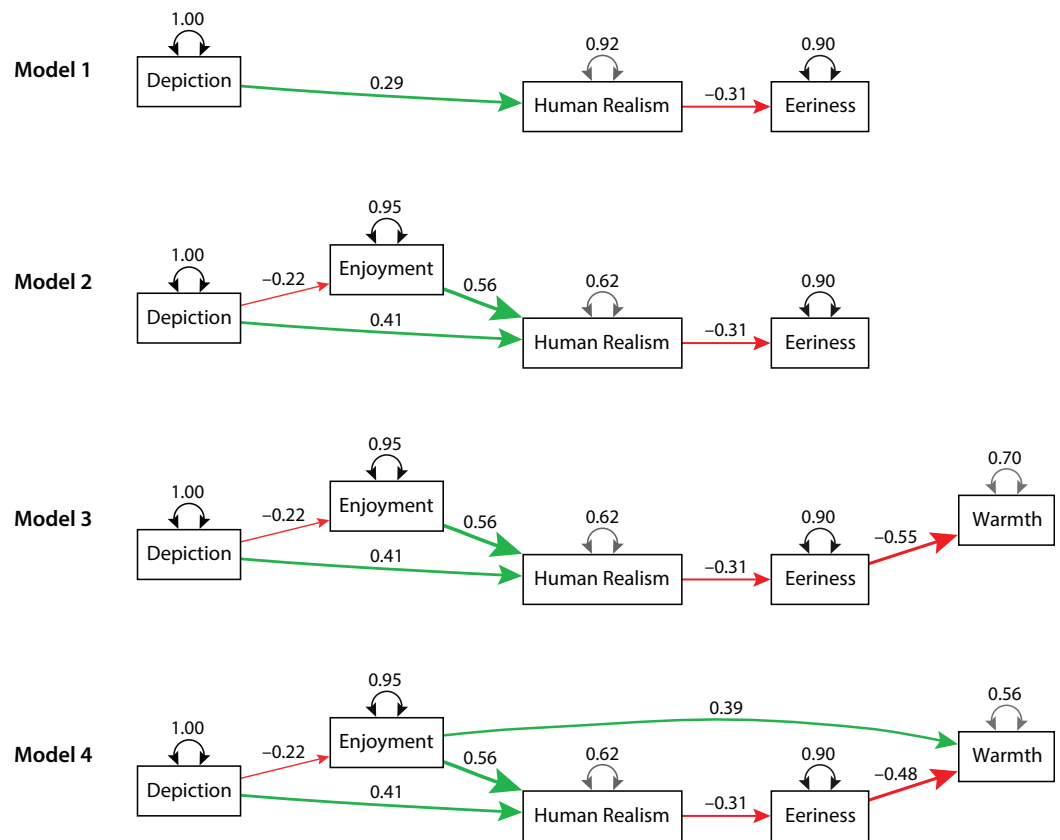 Model 1
1.00
Depiction
0.29
0.92
Human Realism
–0.31
0.90
Eeriness
Model 2
1.00
Depiction
–0.22
0.95
Enjoyment
0.56
0.41
0.62
Human Realism
–0.31
0.90
Eeriness
Model 3
1.00
Depiction
–0.22
0.95
Enjoyment
0.56
0.41
0.62
Human Realism
–0.31
0.90
Eeriness
–0.55
0.70
Warmth
Model 4
1.00
Depiction
–0.22
0.95
Enjoyment
0.39
0.56
0.41
0.62
Human Realism
–0.31
0.90
Eeriness
–0.48
0.56
Warmth